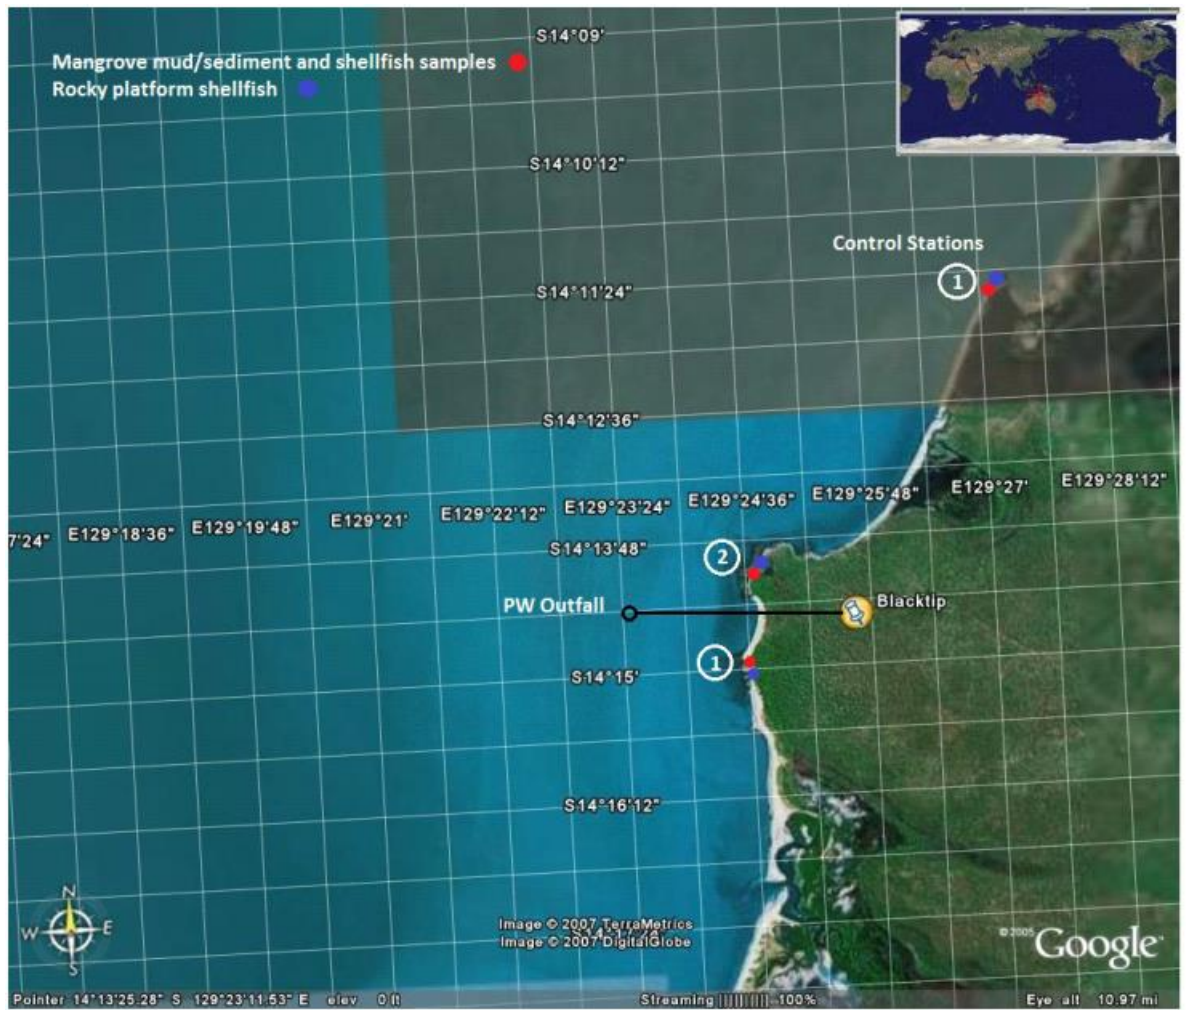 S14°09'
Mangrove mud/sediment and shellfish samples
Rocky platform shellfish
S14°10'12"
Control Stations
1
S14°11'24"
S14°12'36"
7'24" E129°18'36" E129°19'48" E129°21' E129°22'12" E129°23'24" E129°24'36" E129°25'48" E129°27' E129°28'12"
S14°13'48"
2
PW Outfall
Blacktip
1
S14°15'
S14°16'12"
N
W E
S
Image © 2007 TerraMetrics
Image © 2007 DigitalGlobe
©2005 Google™
Pointer 14°13'25.28" S 129°23'11.53" E elev 0 ft Streaming ||||||||| 100% Eye alt 10.97 mi